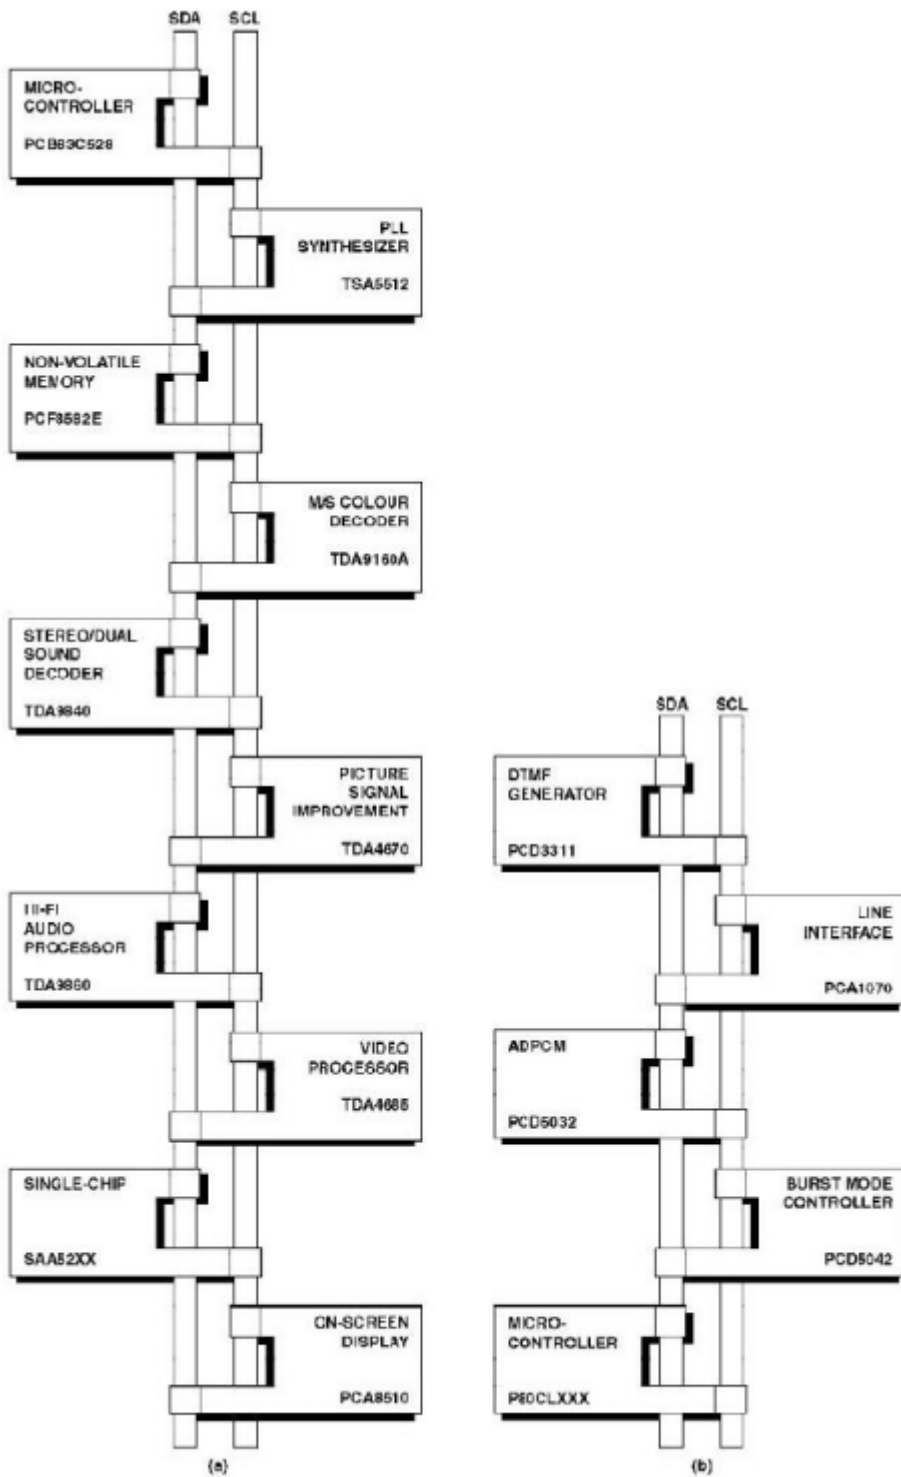 SDA SCL
MICRO-
CONTROLLER
PCB83C528
PLL
SYNTHESIZER
TSA5512
NON-VOLATILE
MEMORY
PCF8582E
M/S COLOUR
DECODER
TDA9160A
STEREO/DUAL
SOUND
DECODER
TDA9840
PICTURE
SIGNAL
IMPROVEMENT
TDA4670
HI-FI
AUDIO
PROCESSOR
TDA9860
VIDEO
PROCESSOR
TDA4685
SINGLE-CHIP
SAA52XX
ON-SCREEN
DISPLAY
PCA8510
(a)
SDA SCL
DTMF
GENERATOR
PCD3311
LINE
INTERFACE
PCA1070
ADPCM
PCD5032
BURST MODE
CONTROLLER
PCD5042
MICRO-
CONTROLLER
P80CLXXX
(b)